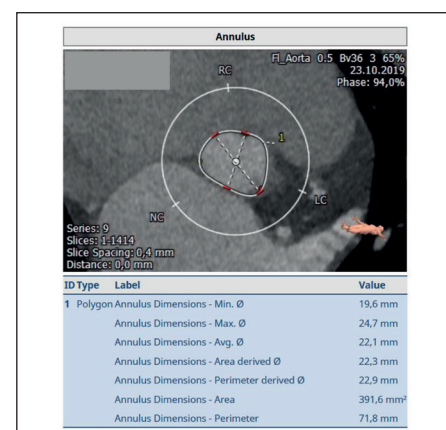 Annulus
Fl_Aorta 0.5 Bv36 3 65%
23.10.2019
Phase: 94,0%
RC
1
NC
LC
Series: 9
Slices: 1-1414
Slice Spacing: 0,4 mm
Distance: 0,0 mm
ID Type Label Value
1 Polygon Annulus Dimensions - Min. Ø 19,6 mm
Annulus Dimensions - Max. Ø 24,7 mm
Annulus Dimensions - Avg. Ø 22,1 mm
Annulus Dimensions - Area derived Ø 22,3 mm
Annulus Dimensions - Perimeter derived Ø 22,9 mm
Annulus Dimensions - Area 391,6 mm²
Annulus Dimensions - Perimeter 71,8 mm